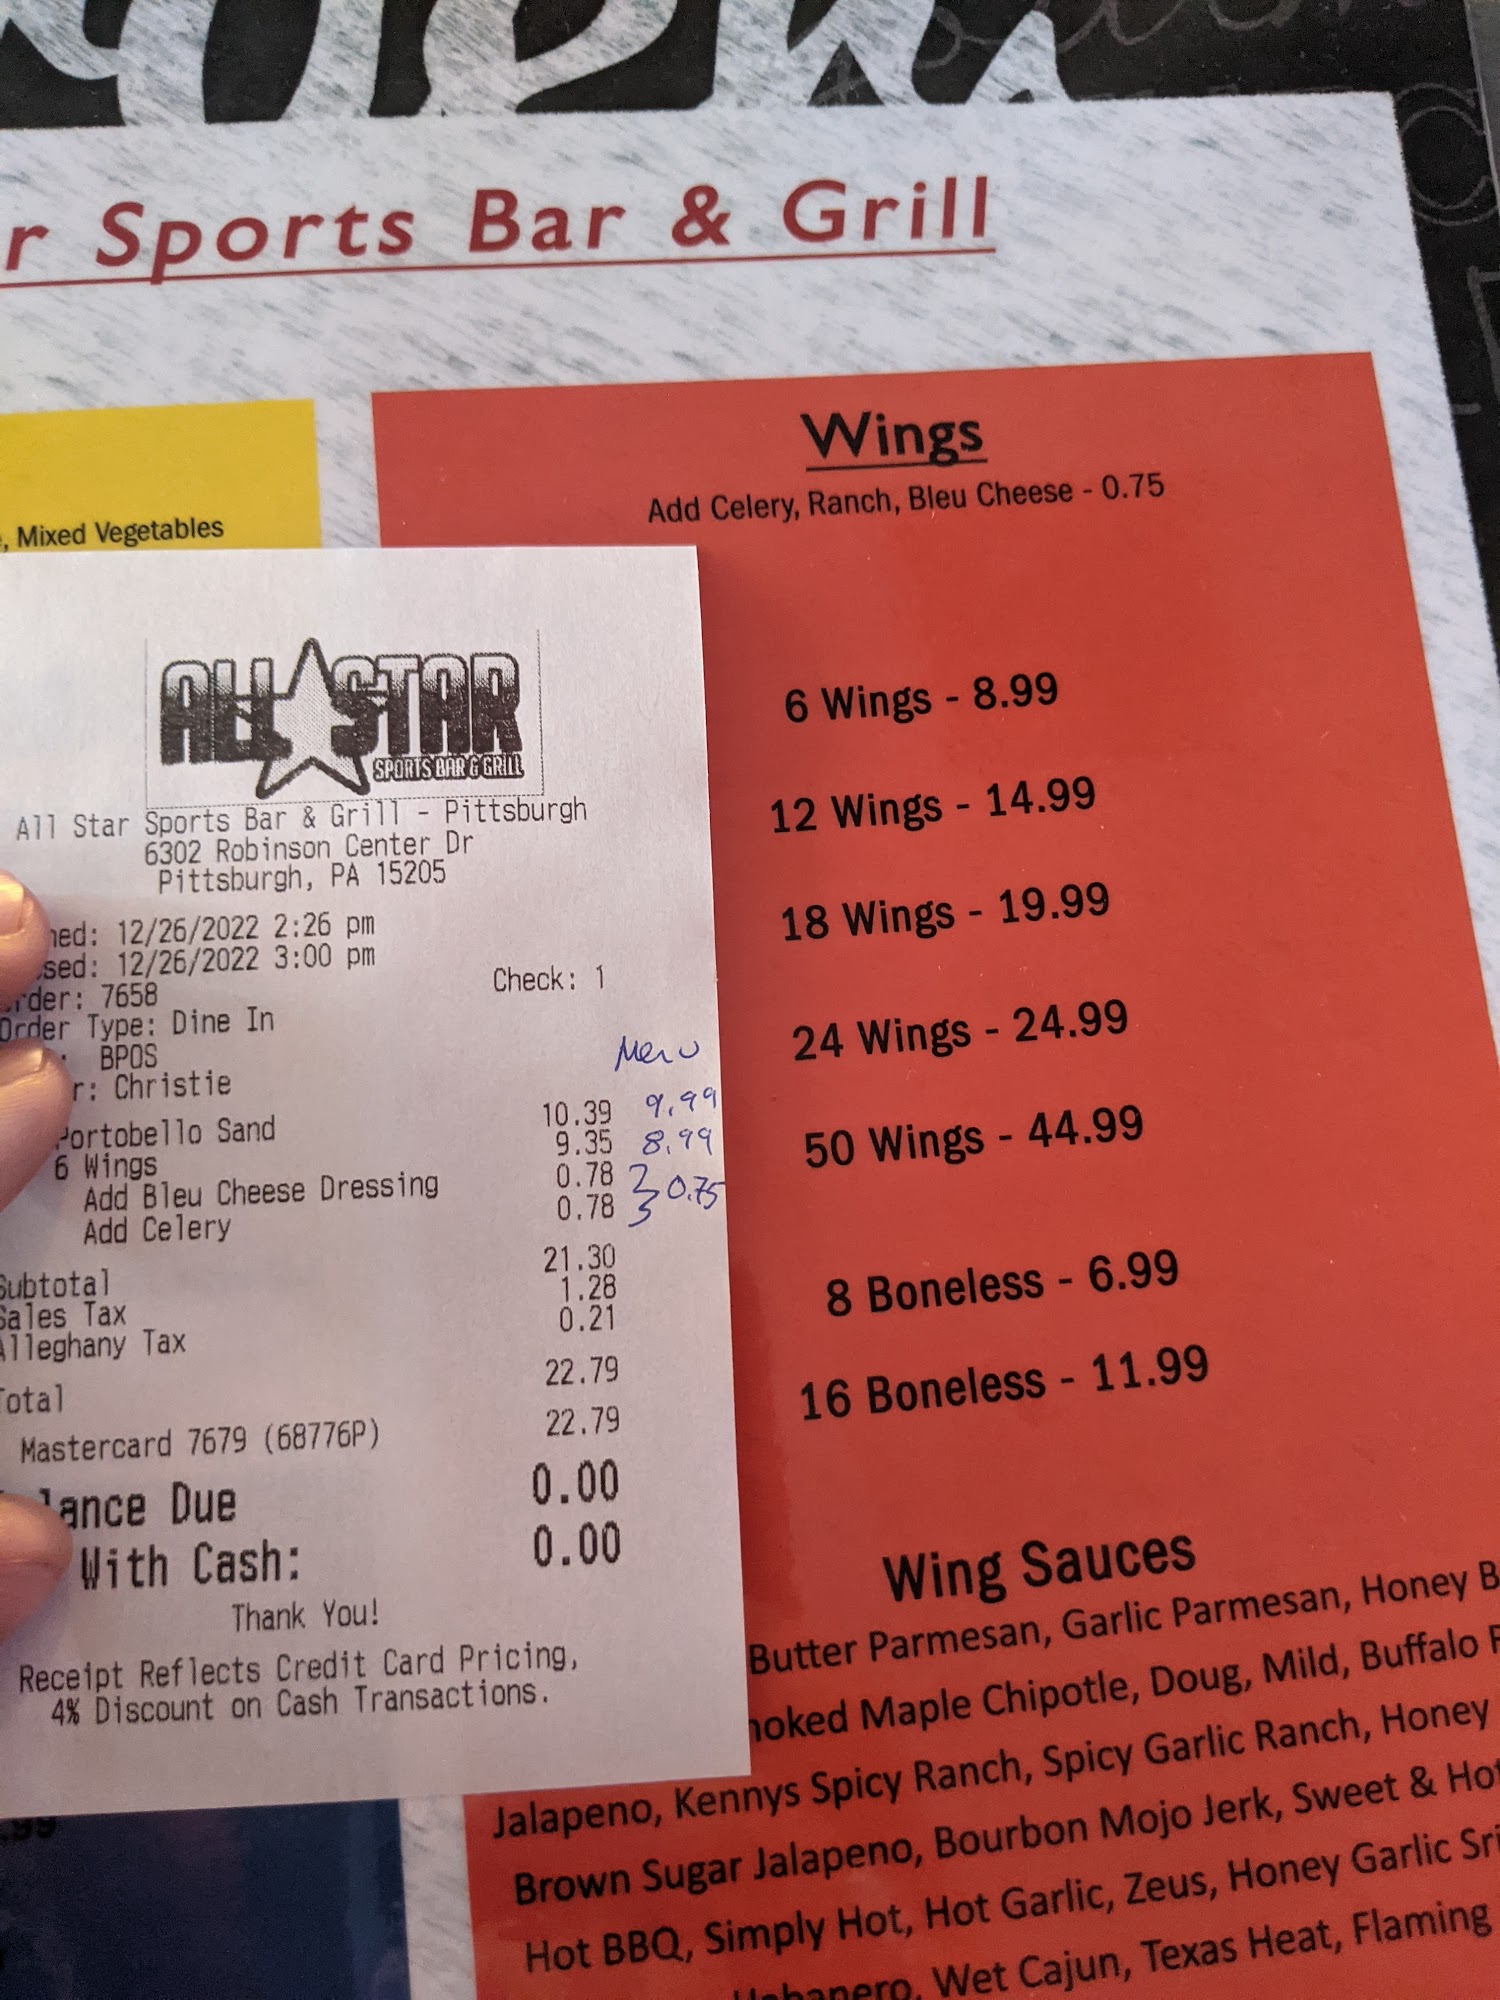 r Sports Bar & Grill
, Mixed Vegetables
Wings
Add Celery, Ranch, Bleu Cheese - 0.75
6 Wings - 8.99
12 Wings - 14.99
18 Wings - 19.99
24 Wings - 24.99
50 Wings - 44.99
8 Boneless - 6.99
16 Boneless - 11.99
Wing Sauces
Butter Parmesan, Garlic Parmesan, Honey B
oked Maple Chipotle, Doug, Mild, Buffalo
Jalapeno, Kennys Spicy Ranch, Spicy Garlic Ranch, Honey
Brown Sugar Jalapeno, Bourbon Mojo Jerk, Sweet & Hot
Hot BBQ, Simply Hot, Hot Garlic, Zeus, Honey Garlic Sri
Habanero, Wet Cajun, Texas Heat, Flaming
ALL STAR
SPORTS BAR & GRILL
All Star Sports Bar & Grill - Pittsburgh
6302 Robinson Center Dr
Pittsburgh, PA 15205
ned: 12/26/2022 2:26 pm
sed: 12/26/2022 3:00 pm
rder: 7658 Check: 1
Order Type: Dine In
: BPOS
r: Christie
Menu
Portobello Sand 10.39 9.99
6 Wings 9.35 8.99
Add Bleu Cheese Dressing 0.78
Add Celery 0.78 0.75
Subtotal 21.30
Sales Tax 1.28
Alleghany Tax 0.21
Total 22.79
Mastercard 7679 (68776P) 22.79
lance Due 0.00
With Cash: 0.00
Thank You!
Receipt Reflects Credit Card Pricing,
4% Discount on Cash Transactions.
.99